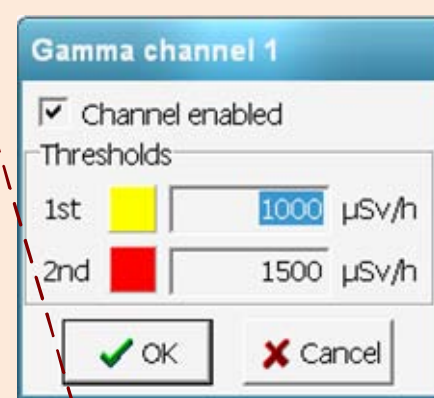 Gamma channel 1
Channel enabled
Thresholds
1st 1000 µSv/h
2nd 1500 µSv/h
OK Cancel